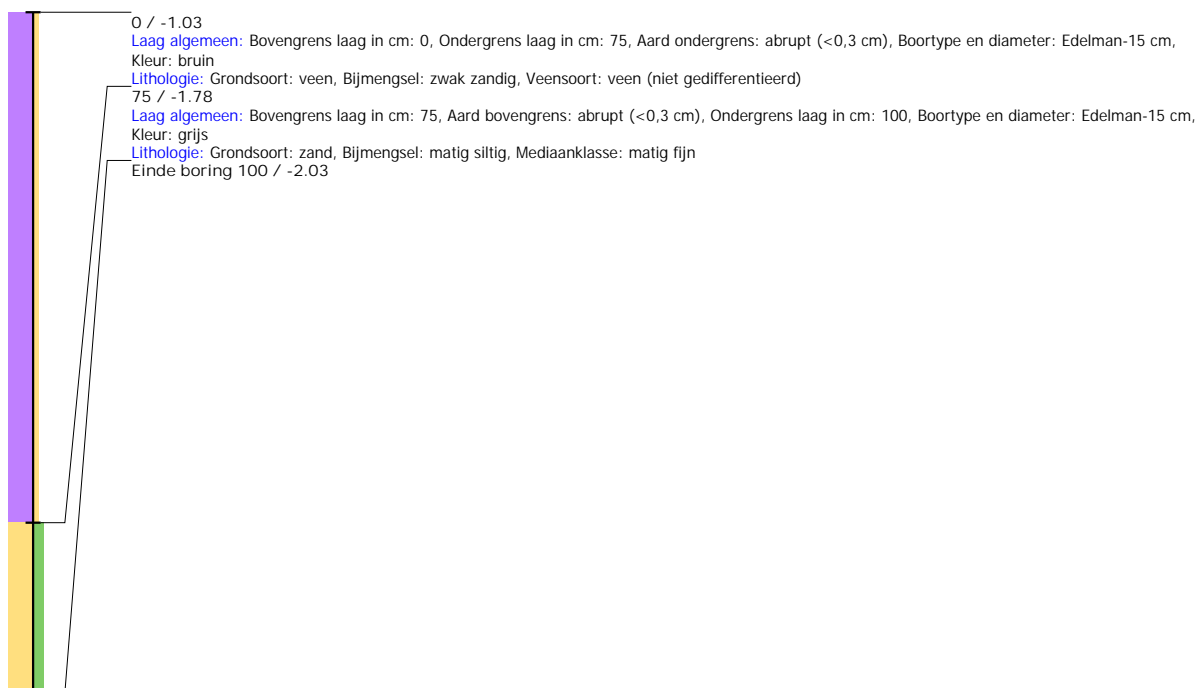 0 / -1.03
Laag algemeen: Bovengrens laag in cm: 0, Ondergrens laag in cm: 75, Aard ondergrens: abrupt (<0,3 cm), Boortype en diameter: Edelman-15 cm,
Kleur: bruin
Lithologie: Grondsoort: veen, Bijmengsel: zwak zandig, Veensoort: veen (niet gedifferentieerd)
75 / -1.78
Laag algemeen: Bovengrens laag in cm: 75, Aard bovengrens: abrupt (<0,3 cm), Ondergrens laag in cm: 100, Boortype en diameter: Edelman-15 cm,
Kleur: grijs
Lithologie: Grondsoort: zand, Bijmengsel: matig siltig, Mediaanklasse: matig fijn
Einde boring 100 / -2.03